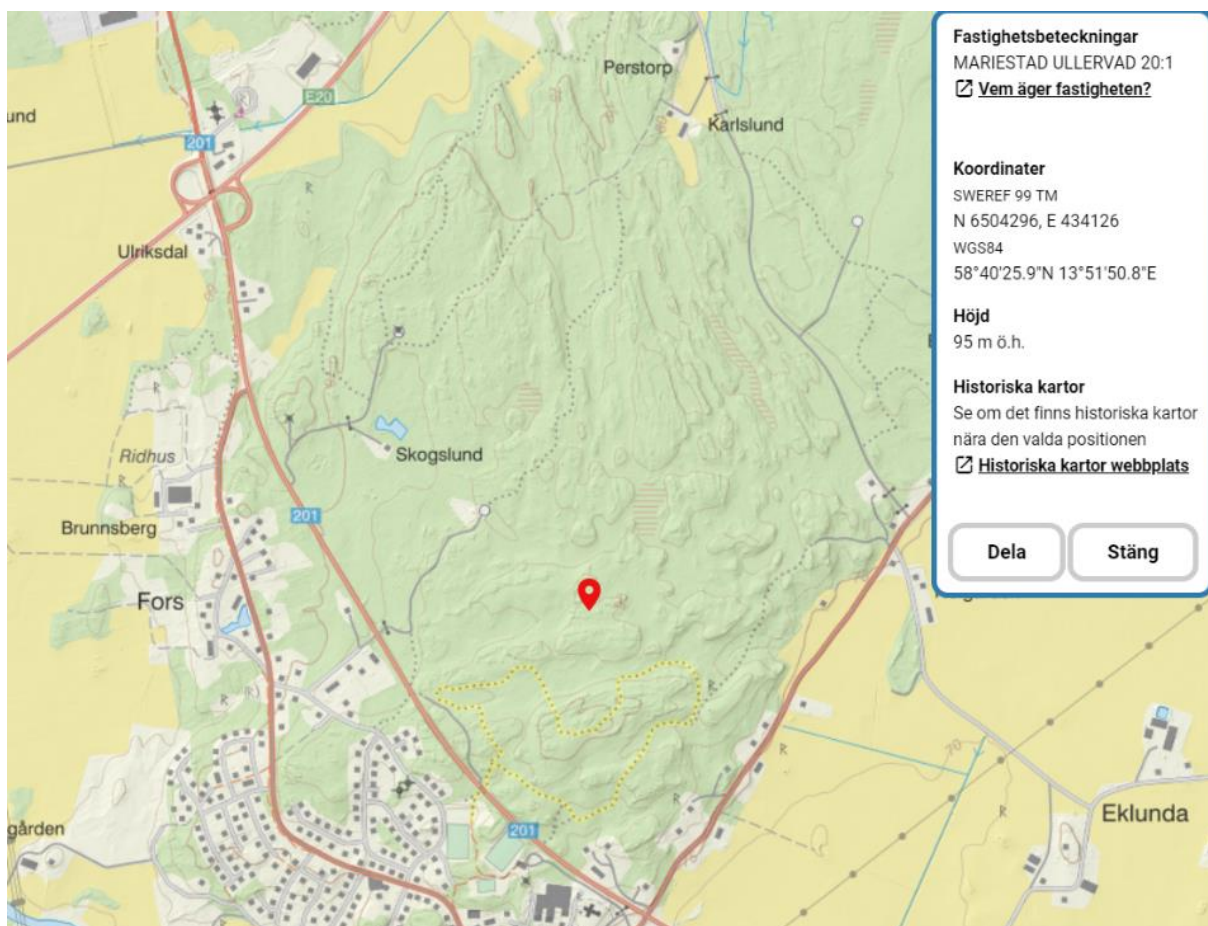 Fastighetsbeteckningar
MARIESTAD ULLERVAD 20:1
Vem äger fastigheten?
Koordinater
SWEREF 99 TM
N 6504296, E 434126
WGS84
58°40'25.9"N 13°51'50.8"E
Höjd
95 m ö.h.
Historiska kartor
Se om det finns historiska kartor
nära den valda positionen
Historiska kartor webbplats
Dela
Stäng
Perstorp
E20
und
Karlslund
201
R
Ulriksdal
R
Ridhus
Skogslund
R
201
Brunnsberg
Fors
R
R
R
70
R
R
R
Eklunda
gården
201